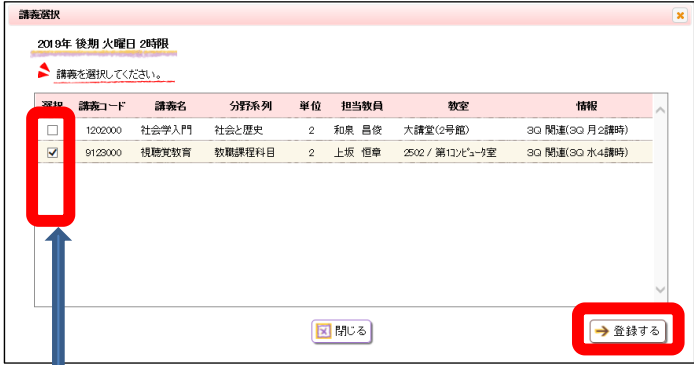 講義選択
2019年 後期 火曜日 2時限
講義を選択してください。
選択 講義コード 講義名 分野系列 単位 担当教員 教室 情報
1202000 社会学入門 社会と歴史 2 和泉 昌俊 大講堂(2号館) 3Q 関連(3Q 月2講時)
9123000 視聴覚教育 教職課程科目 2 上坂 恒章 2502 / 第1コンピュータ室 3Q 関連(3Q 水4講時)
閉じる 登録する